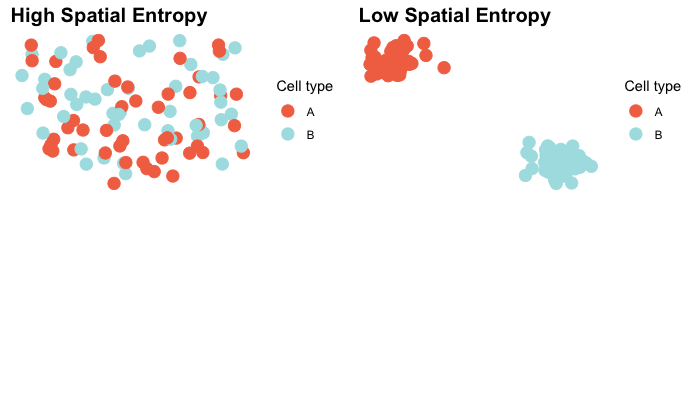 High Spatial Entropy
Cell type
A
B
Low Spatial Entropy
Cell type
A
B